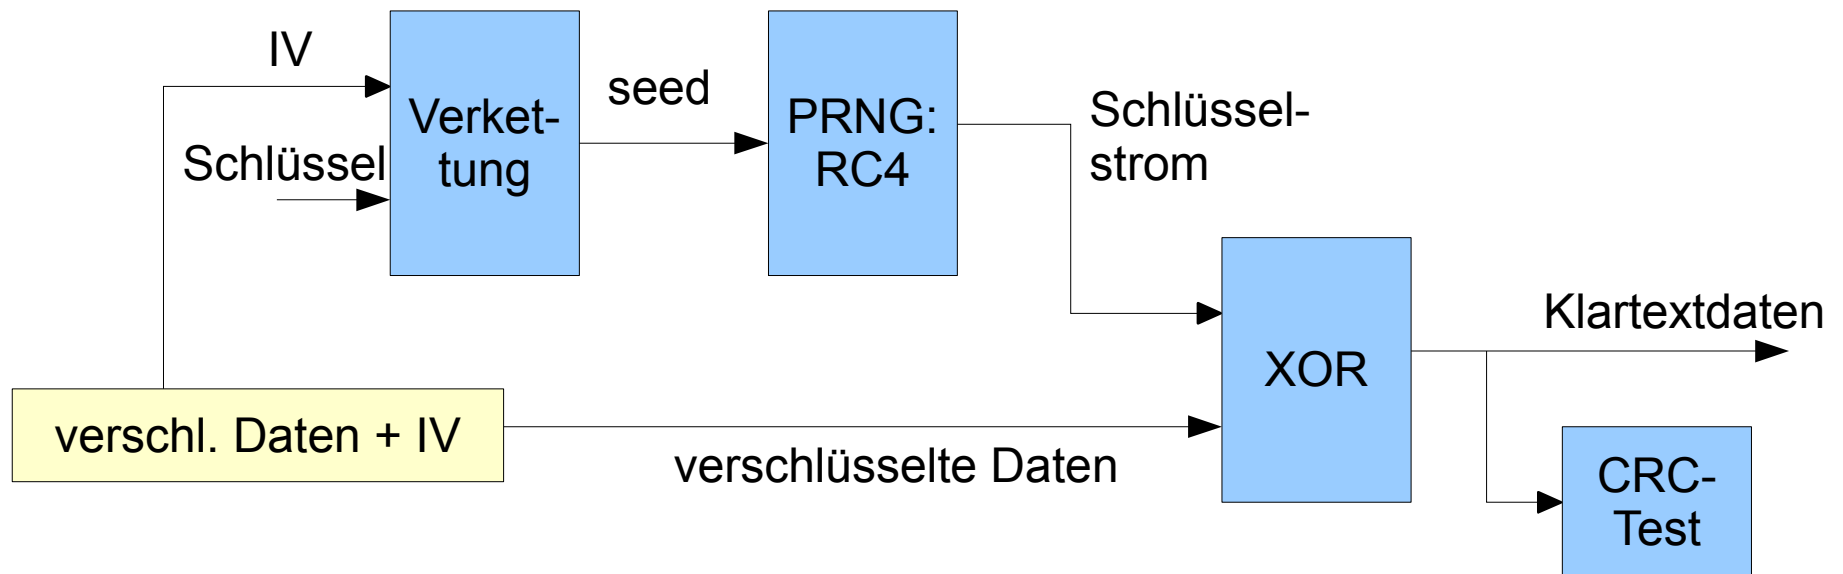 IV
Schlüssel
Verket-
tung
seed
PRNG:
RC4
Schlüssel-
strom
verschl. Daten + IV
verschlüsselte Daten
XOR
Klartextdaten
CRC-
Test